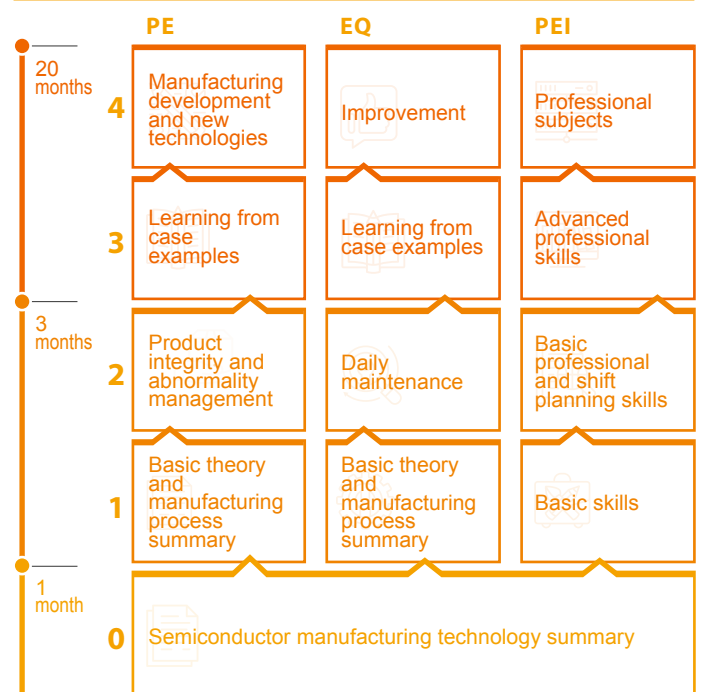 PE EQ PEI
20
months
4
Manufacturing
development
and new
technologies
Improvement
Professional
subjects
3
Learning from
case
examples
Learning from
case examples
Advanced
professional
skills
3
months
2
Product
integrity and
abnormality
management
Daily
maintenance
Basic
professional
and shift
planning skills
1
Basic theory
and
manufacturing
process
summary
Basic theory
and
manufacturing
process
summary
Basic skills
1
month
0
Semiconductor manufacturing technology summary